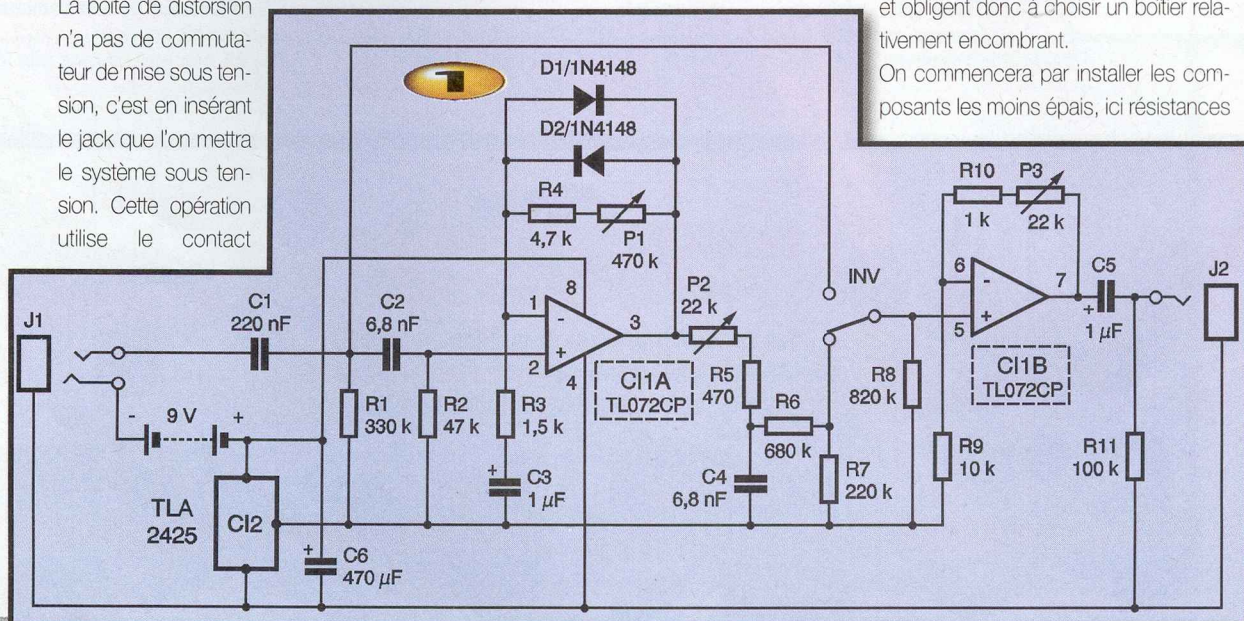 La boîte de distorsion
n'a pas de commuta-
teur de mise sous ten-
sion, c'est en insérant
le jack que l'on mettra
le système sous ten-
sion. Cette opération
utilise le contact
et obligent donc à choisir un boîtier rela-
tivement encombrant.
On commencera par installer les com-
posants les moins épais, ici résistances
1
D1/1N4148
D2/1N4148
R4
4,7 k
P1
470 k
R10
1 k
P3
22 k
J1
C1
220 nF
C2
6,8 nF
8
1
-
+
2
4
3
P2
22 k
INV
6
-
+
5
7
C5
+
1 µF
J2
CI1A
TL072CP
CI1B
TL072CP
R1
330 k
R2
47 k
R3
1,5 k
R5
470
R6
680 k
R8
820 k
R9
10 k
R11
100 k
- 9 V +
TLA
2425
CI2
+
C3
1 µF
C4
6,8 nF
R7
220 k
+
C6
470 µF